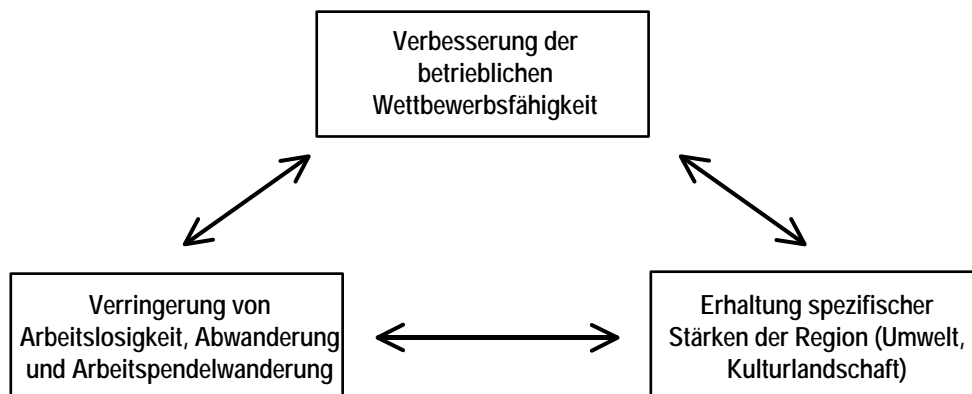 Verbesserung der
betrieblichen
Wettbewerbsfähigkeit
Verringerung von
Arbeitslosigkeit, Abwanderung
und Arbeitspendelwanderung
Erhaltung spezifischer
Stärken der Region (Umwelt,
Kulturlandschaft)